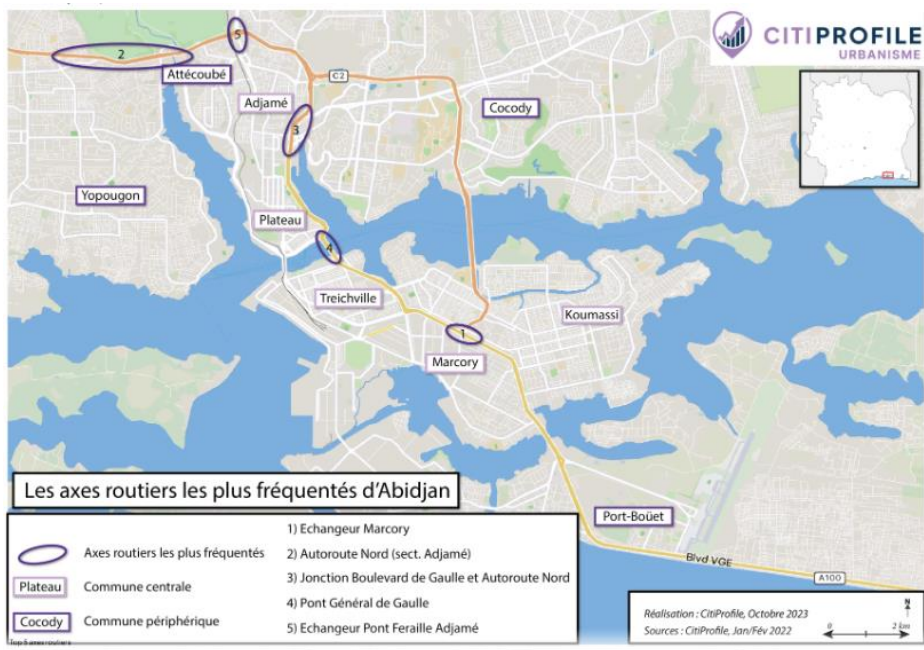 CITIPROFILE
URBANISME
2
5
Attécoubé
C2
Adjamé
Cocody
3
Yopougon
Plateau
4
Treichville
Koumassi
1
Marcory
Port-Boüet
Blvd VGE
A100
Les axes routiers les plus fréquentés d'Abidjan
Axes routiers les plus fréquentés
Plateau
Commune centrale
Cocody
Commune périphérique
1) Echangeur Marcory
2) Autoroute Nord (sect. Adjamé)
3) Jonction Boulevard de Gaulle et Autoroute Nord
4) Pont Général de Gaulle
5) Echangeur Pont Feraille Adjamé
Top 5 axes routiers
Réalisation : CitiProfile, Octobre 2023
Sources : CitiProfile, Jan/Fév 2022
N
0
2 km